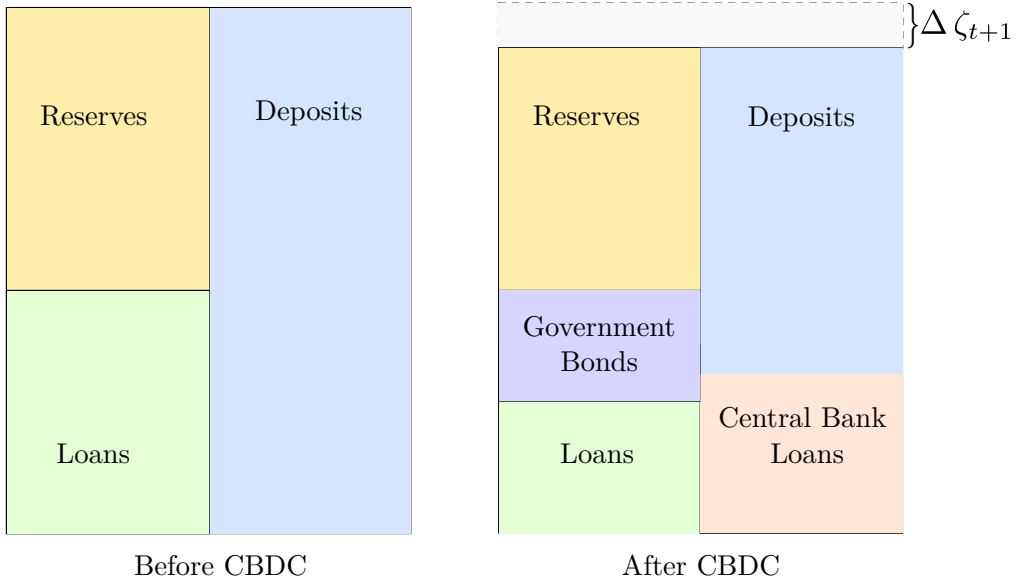 Reserves
Deposits
Loans
Before CBDC
} Δ ζₜ₊₁
Reserves
Deposits
Government
Bonds
Central Bank
Loans
Loans
After CBDC